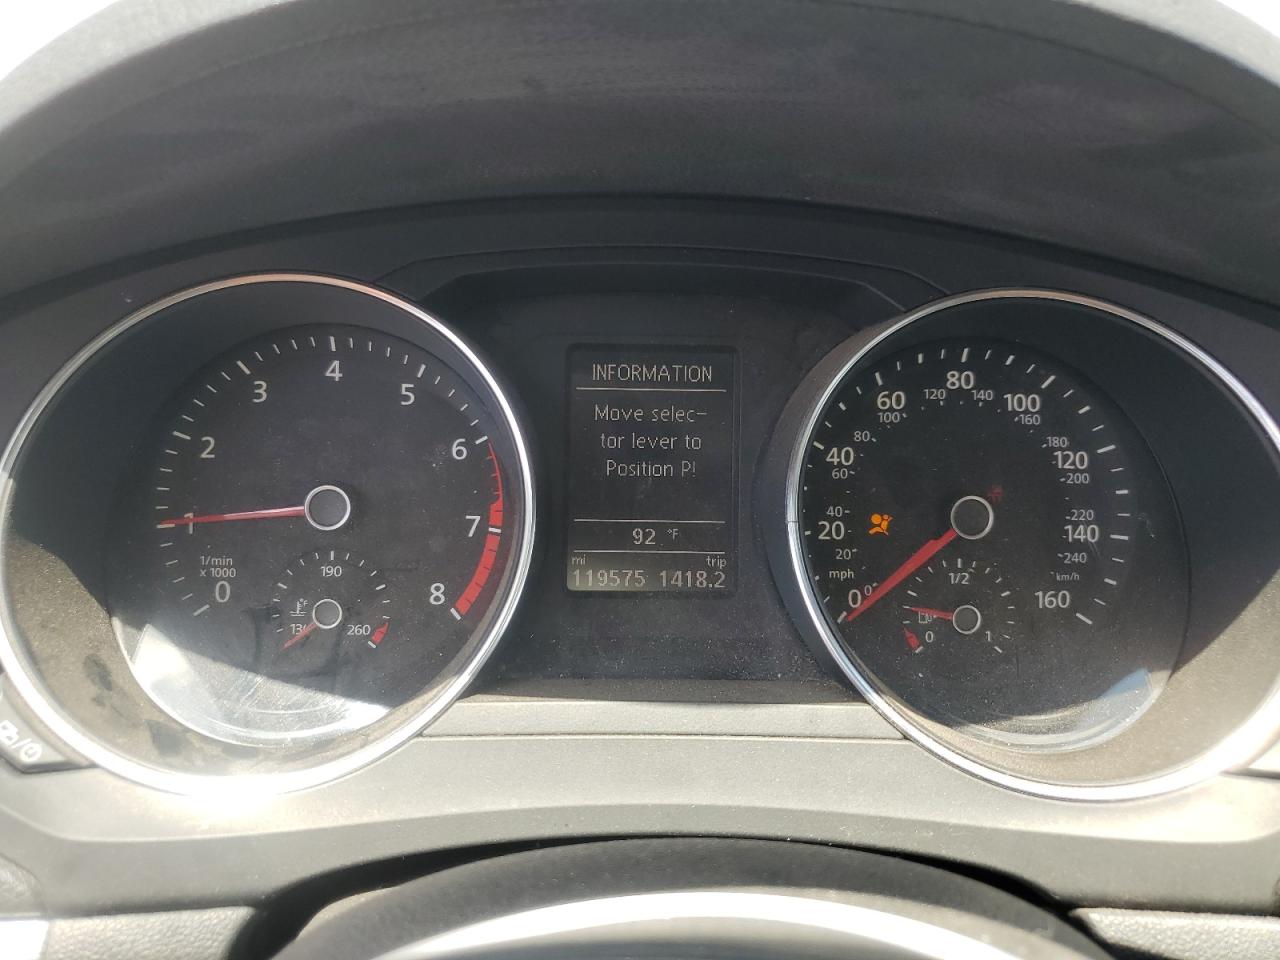 INFORMATION
Move selec-
tor lever to
Position P!
92 °F
mi trip
119575 1418.2
0 1 2 3 4 5 6 7 8
1/min
x 1000
190
260
0 20 40 60 80 100 120 140 160
mph
0 20 40 60 80 100 120 140 160 180 200 220 240
km/h
0 1/2 1